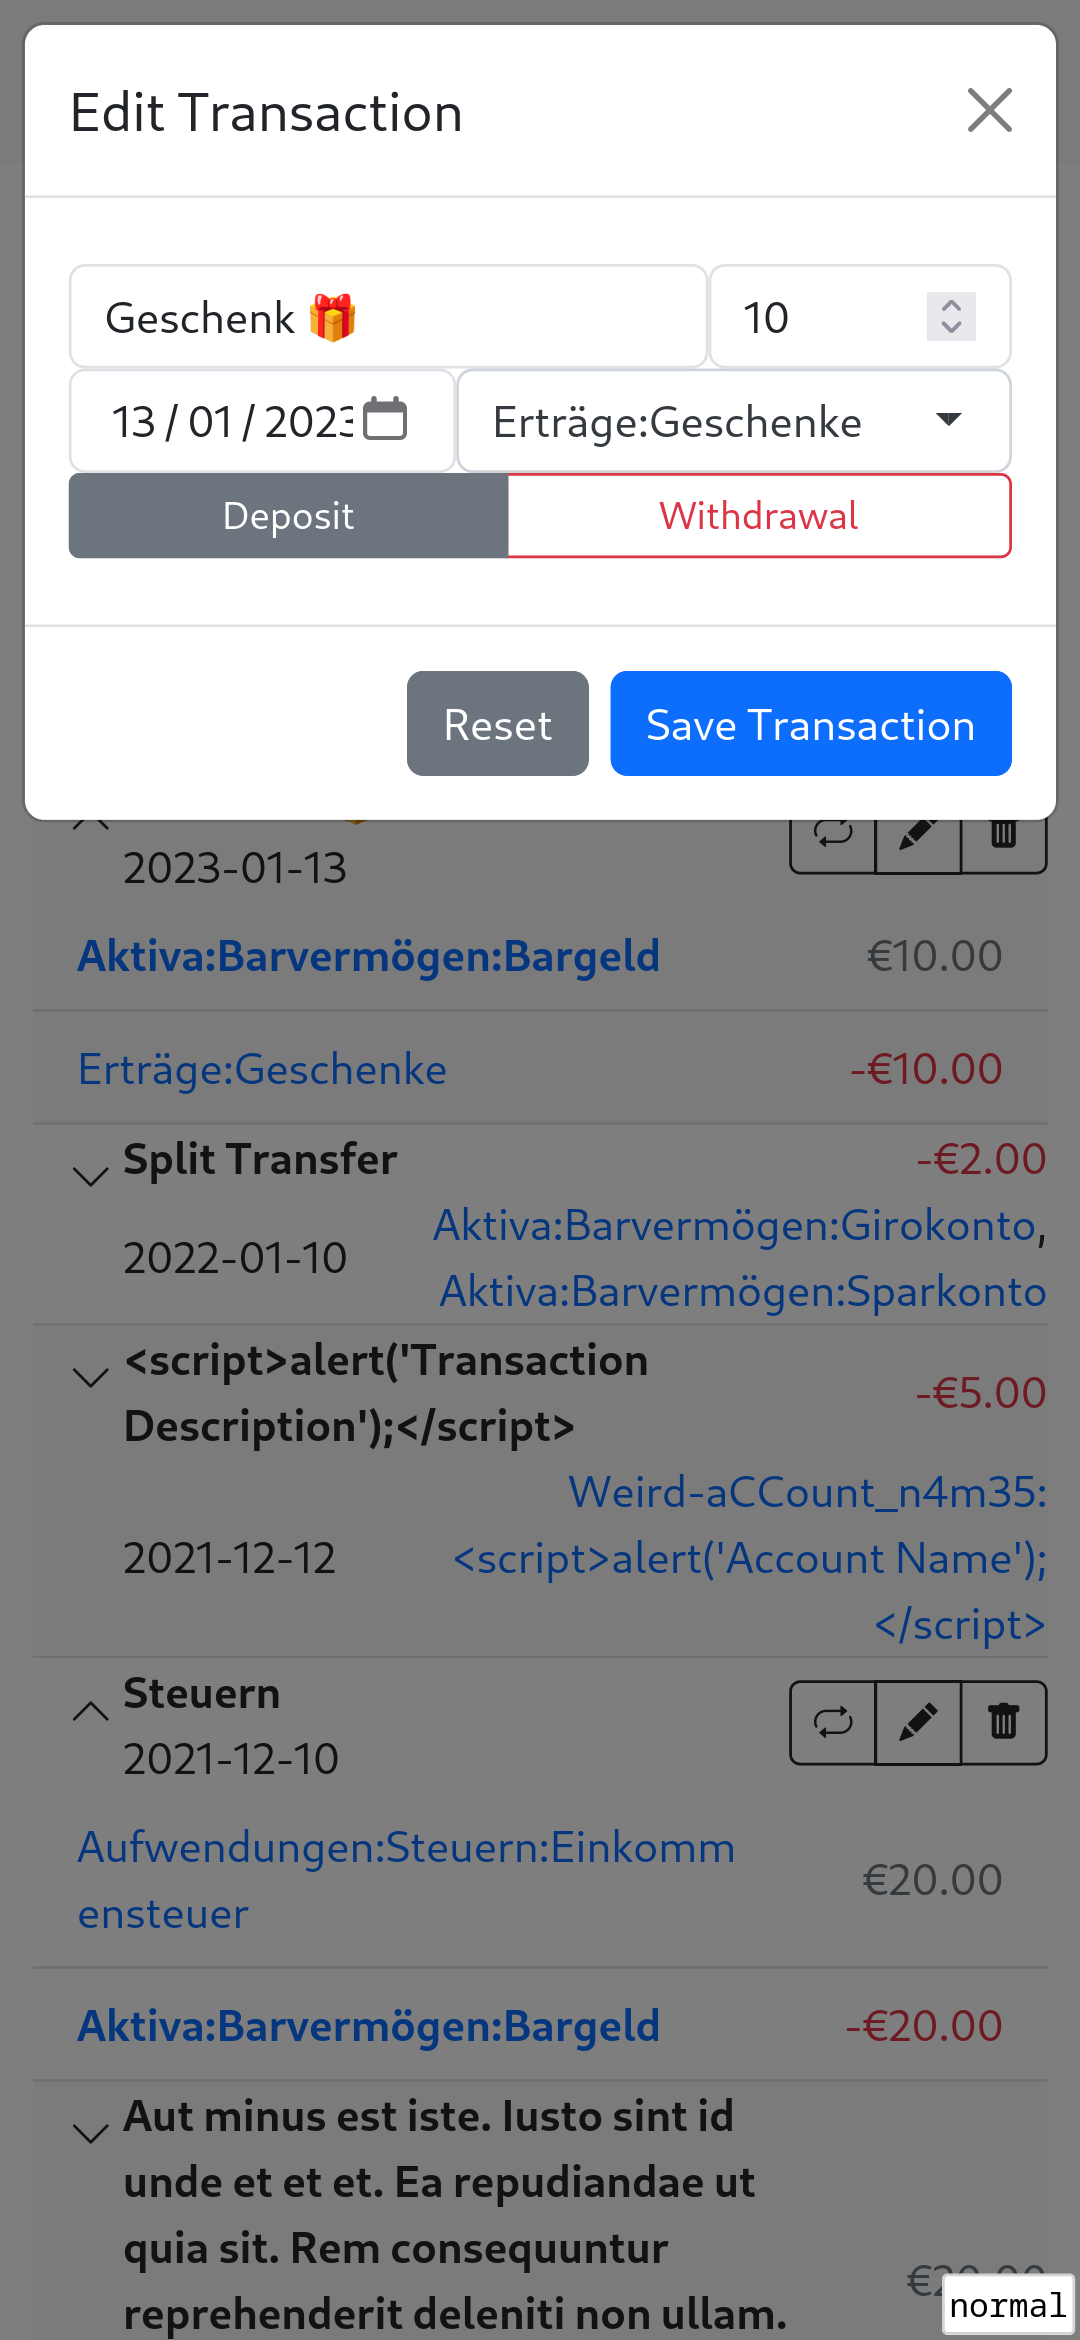 Edit Transaction
Geschenk 🎁 10
13 / 01 / 2023 Erträge:Geschenke
Deposit Withdrawal
Reset Save Transaction
2023-01-13
Aktiva:Barvermögen:Bargeld €10.00
Erträge:Geschenke -€10.00
Split Transfer -€2.00
Aktiva:Barvermögen:Girokonto,
2022-01-10
Aktiva:Barvermögen:Sparkonto
<script>alert('Transaction
Description');</script>
-€5.00
Weird-aCCount_n4m35:
2021-12-12 <script>alert('Account Name');
</script>
Steuern
2021-12-10
Aufwendungen:Steuern:Einkomm
ensteuer
€20.00
Aktiva:Barvermögen:Bargeld -€20.00
Aut minus est iste. Iusto sint id
unde et et et. Ea repudiandae ut
quia sit. Rem consequuntur
reprehenderit deleniti non ullam.
normal